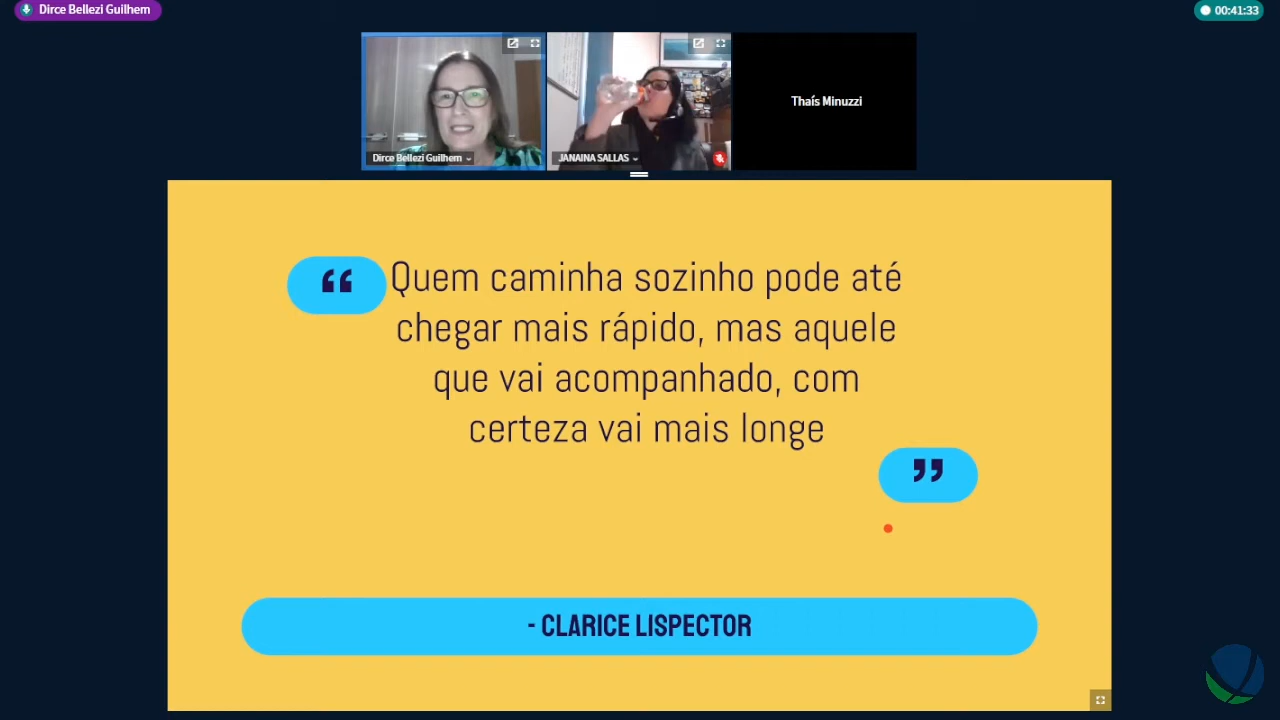 Dirce Bellezi Guilhem
00:41:33
Dirce Bellezi Guilhem
JANAINA SALLAS
Thaís Minuzzi
“ Quem caminha sozinho pode até
chegar mais rápido, mas aquele
que vai acompanhado, com
certeza vai mais longe
”
- CLARICE LISPECTOR